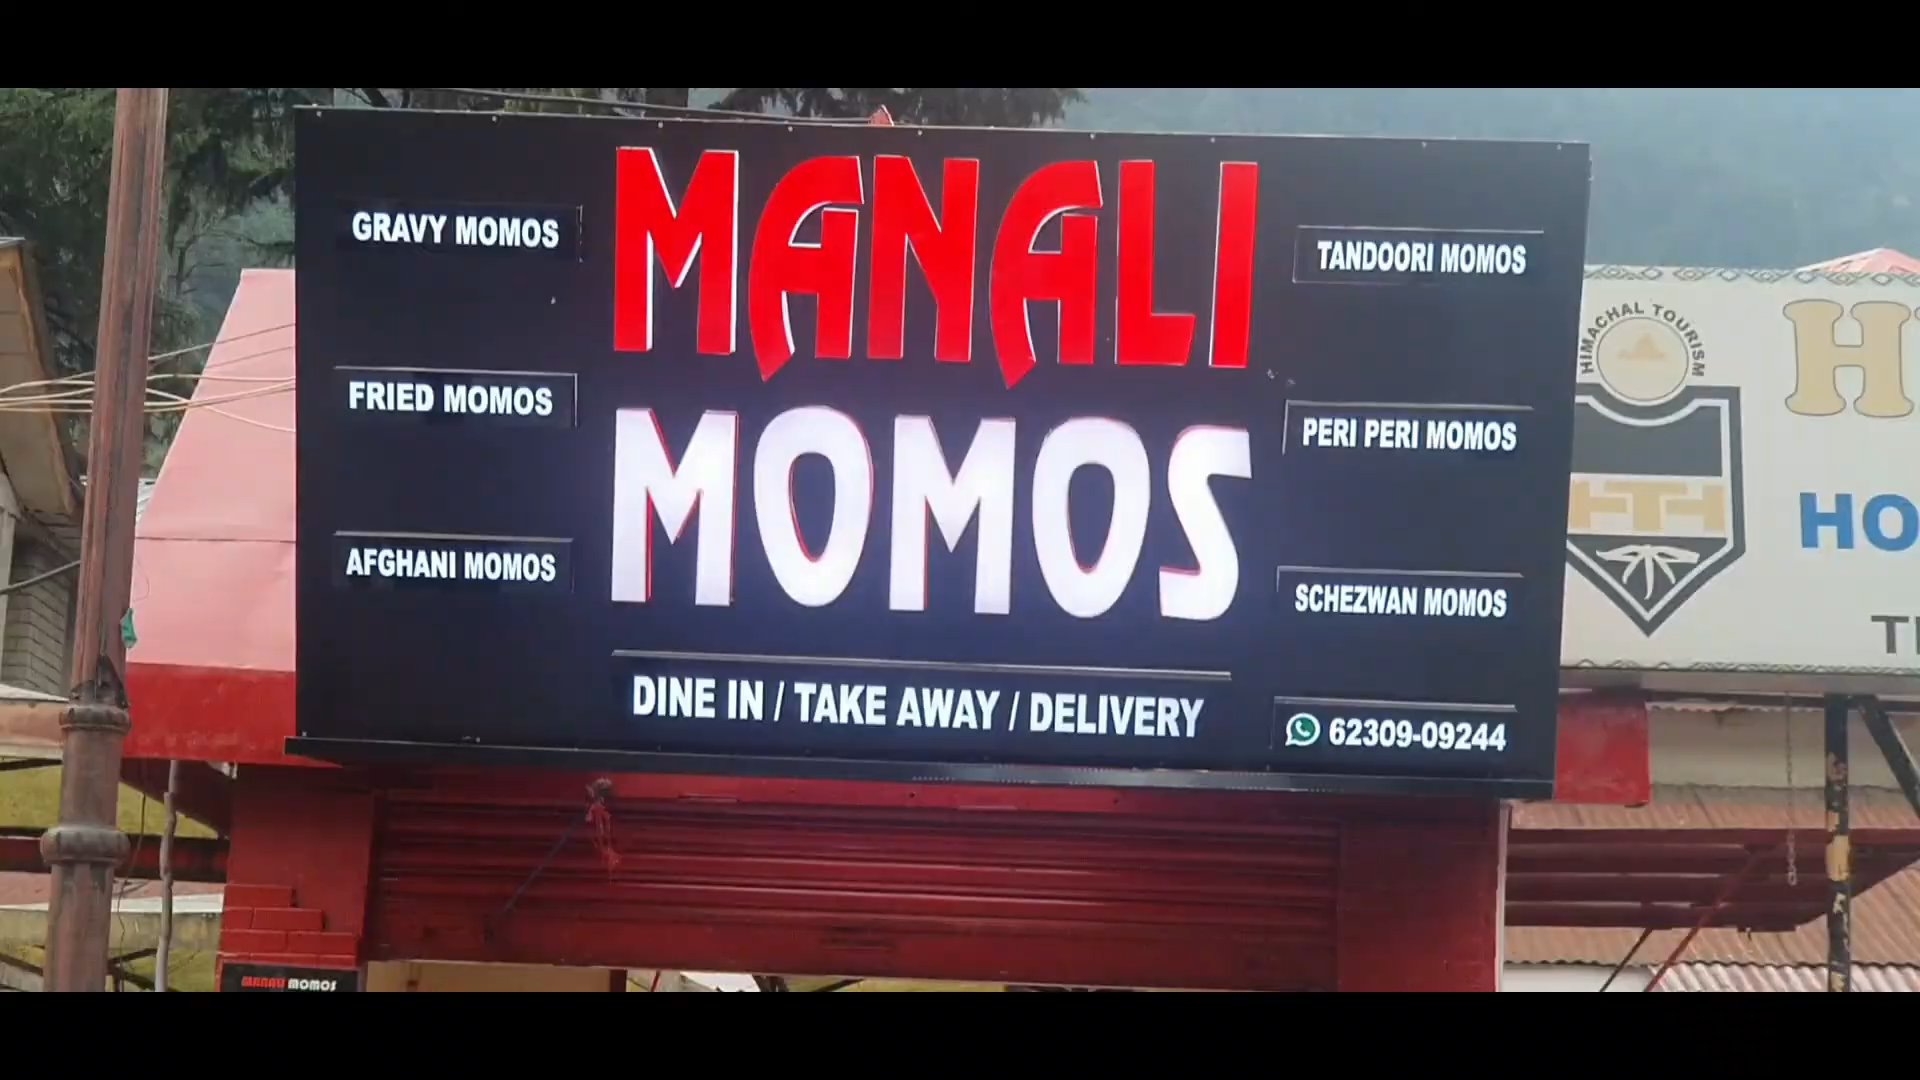 MANALI
MOMOS
GRAVY MOMOS
FRIED MOMOS
AFGHANI MOMOS
TANDOORI MOMOS
PERI PERI MOMOS
SCHEZWAN MOMOS
DINE IN / TAKE AWAY / DELIVERY
62309-09244
HIMACHAL TOURISM
HTH
H
HO
MANALI MOMOS